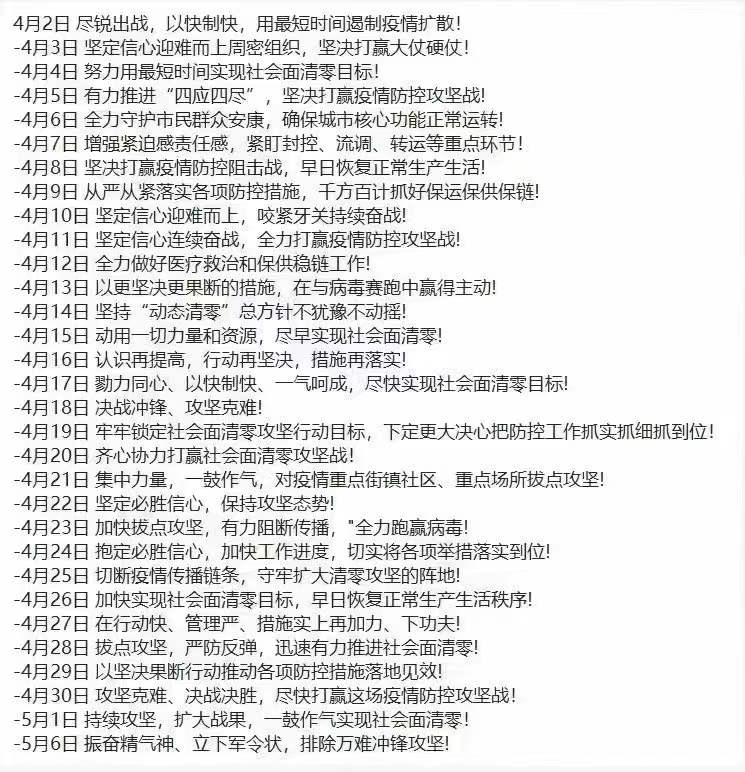 4月2日 尽锐出战，以快制快，用最短时间遏制疫情扩散！
-4月3日 坚定信心迎难而上周密组织，坚决打赢大仗硬仗！
-4月4日 努力用最短时间实现社会面清零目标！
-4月5日 有力推进“四应四尽”，坚决打赢疫情防控攻坚战!
-4月6日 全力守护市民群众安康，确保城市核心功能正常运转!
-4月7日 增强紧迫感责任感，紧盯封控、流调、转运等重点环节！
-4月8日 坚决打赢疫情防控阻击战，早日恢复正常生产生活!
-4月9日 从严从紧落实各项防控措施，千方百计抓好保运保供保链!
-4月10日 坚定信心迎难而上，咬紧牙关持续奋战!
-4月11日 坚定信心连续奋战，全力打赢疫情防控攻坚战!
-4月12日 全力做好医疗救治和保供稳链工作!
-4月13日 以更坚决更果断的措施，在与病毒赛跑中赢得主动!
-4月14日 坚持“动态清零”总方针不犹豫不动摇!
-4月15日 动用一切力量和资源，尽早实现社会面清零!
-4月16日 认识再提高，行动再坚决，措施再落实!
-4月17日 勠力同心、以快制快、一气呵成，尽快实现社会面清零目标!
-4月18日 决战冲锋、攻坚克难!
-4月19日 牢牢锁定社会面清零攻坚行动目标，下定更大决心把防控工作抓实抓细抓到位！
-4月20日 齐心协力打赢社会面清零攻坚战!
-4月21日 集中力量，一鼓作气，对疫情重点街镇社区、重点场所拔点攻坚!
-4月22日 坚定必胜信心，保持攻坚态势!
-4月23日 加快拔点攻坚，有力阻断传播，"全力跑赢病毒!
-4月24日 抱定必胜信心，加快工作进度，切实将各项举措落实到位!
-4月25日 切断疫情传播链条，守牢扩大清零攻坚的阵地!
-4月26日 加快实现社会面清零目标，早日恢复正常生产生活秩序!
-4月27日 在行动快、管理严、措施实上再加力、下功夫!
-4月28日 拔点攻坚，严防反弹，迅速有力推进社会面清零!
-4月29日 以坚决果断行动推动各项防控措施落地见效!
-4月30日 攻坚克难、决战决胜，尽快打赢这场疫情防控攻坚战！
-5月1日 持续攻坚，扩大战果，一鼓作气实现社会面清零！
-5月6日 振奋精气神、立下军令状，排除万难冲锋攻坚!